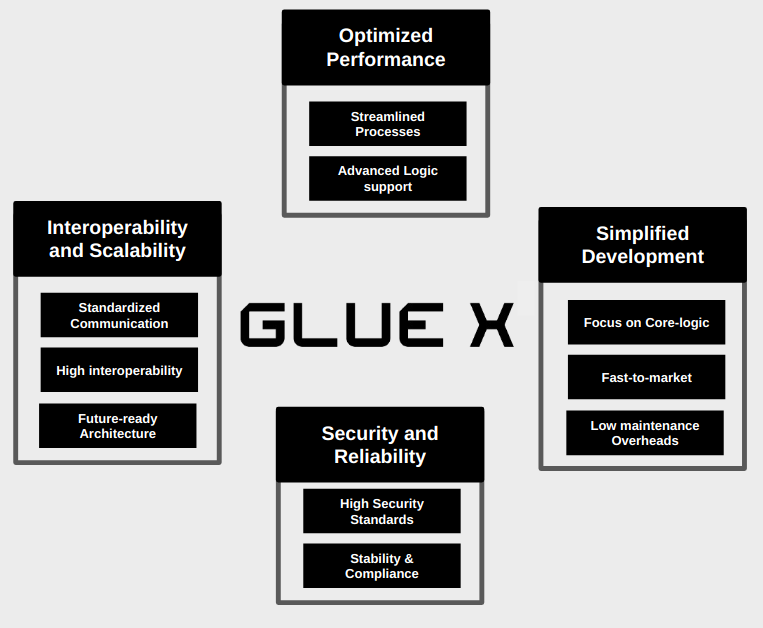 Optimized
Performance
Streamlined
Processes
Advanced Logic
support
Interoperability
and Scalability
Standardized
Communication
High interoperability
Future-ready
Architecture
GLUE X
Simplified
Development
Focus on Core-logic
Fast-to-market
Low maintenance
Overheads
Security and
Reliability
High Security
Standards
Stability &
Compliance